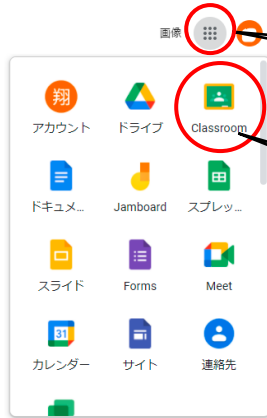 画像
翔
アカウント
ドライブ
Classroom
ドキュメ...
Jamboard
スプレッ...
スライド
Forms
Meet
31
カレンダー
サイト
連絡先